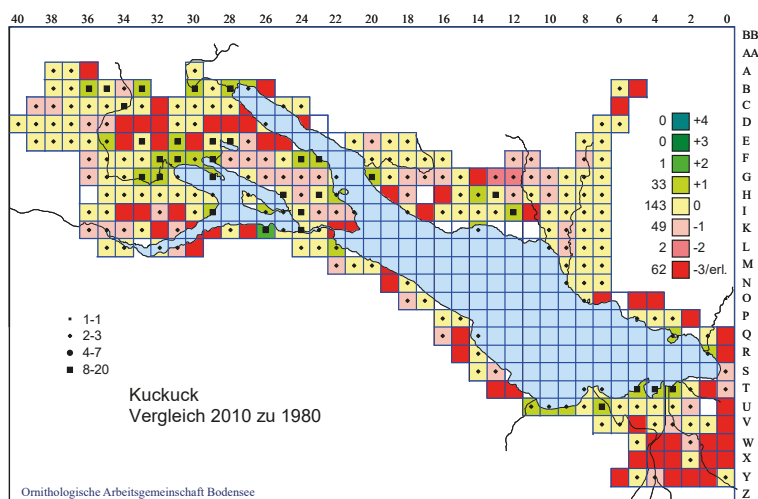 40 38 36 34 32 30 28 26 24 22 20 18 16 14 12 10 8 6 4 2 0
BB
AA
A
B
C
D
E
F
G
H
I
K
L
M
N
O
P
Q
R
S
T
U
V
W
X
Y
Z
0 +4
0 +3
1 +2
33 +1
143 0
49 -1
2 -2
62 -3/erl.
1-1
2-3
4-7
8-20
Kuckuck
Vergleich 2010 zu 1980
Ornithologische Arbeitsgemeinschaft Bodensee